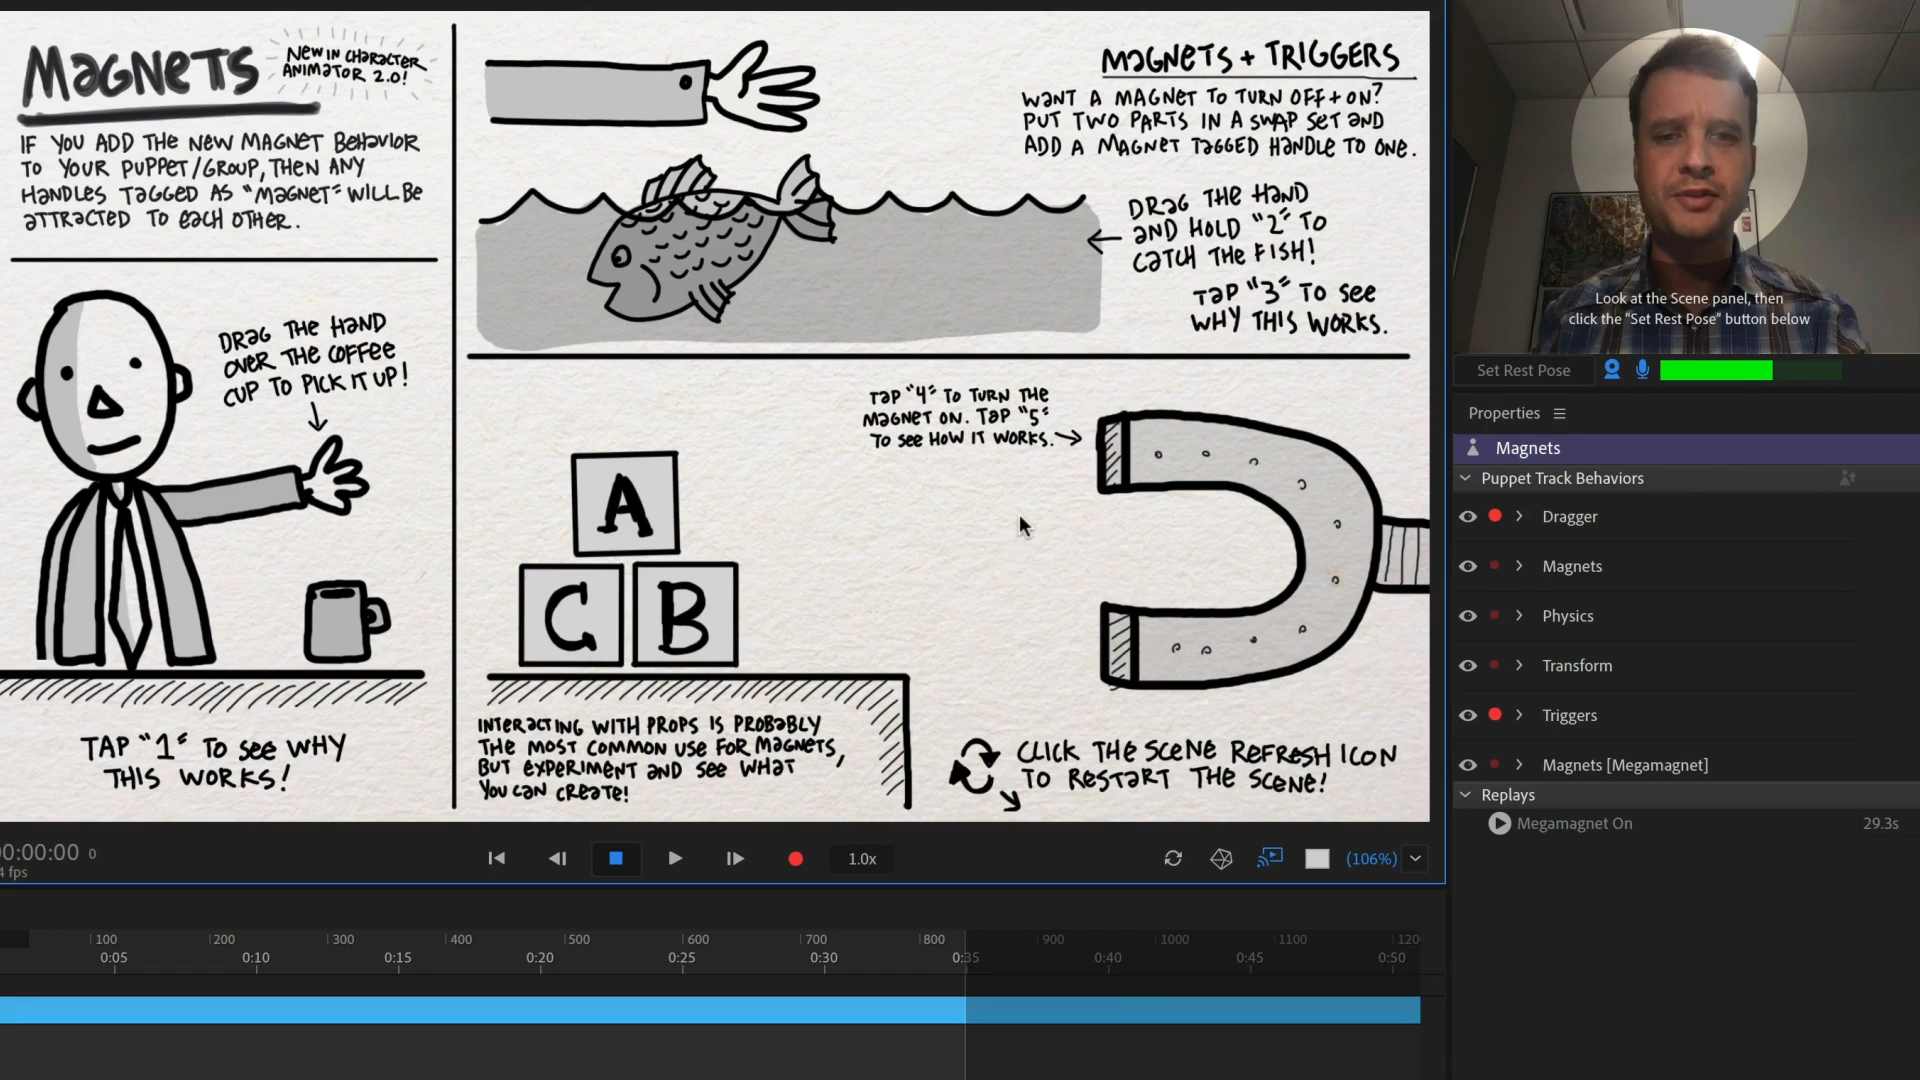 MAGNETS
NEW IN CHARACTER
ANIMATOR 2.0!
IF YOU ADD THE NEW MAGNET BEHAVIOR
TO YOUR PUPPET/GROUP, THEN ANY
HANDLES TAGGED AS "MAGNET" WILL BE
ATTRACTED TO EACH OTHER.
DRAG THE HAND
OVER THE COFFEE
CUP TO PICK IT UP!
TAP "1" TO SEE WHY
THIS WORKS!
MAGNETS + TRIGGERS
WANT A MAGNET TO TURN OFF + ON?
PUT TWO PARTS IN A SWAP SET AND
ADD A MAGNET TAGGED HANDLE TO ONE.
DRAG THE HAND
AND HOLD "2" TO
CATCH THE FISH!
TAP "3" TO SEE
WHY THIS WORKS.
TAP "4" TO TURN THE
MAGNET ON. TAP "5"
TO SEE HOW IT WORKS.
A
C B
INTERACTING WITH PROPS IS PROBABLY
THE MOST COMMON USE FOR MAGNETS,
BUT EXPERIMENT AND SEE WHAT
YOU CAN CREATE!
CLICK THE SCENE REFRESH ICON
TO RESTART THE SCENE!
Look at the Scene panel, then
click the "Set Rest Pose" button below
Set Rest Pose
Properties
Magnets
Puppet Track Behaviors
Dragger
Magnets
Physics
Transform
Triggers
Magnets [Megamagnet]
Replays
Megamagnet On 29.3s
0:00:00 0
4 fps
1.0x
(106%)
100 200 300 400 500 600 700 800 900 1000 1100 120
0:05 0:10 0:15 0:20 0:25 0:30 0:35 0:40 0:45 0:50